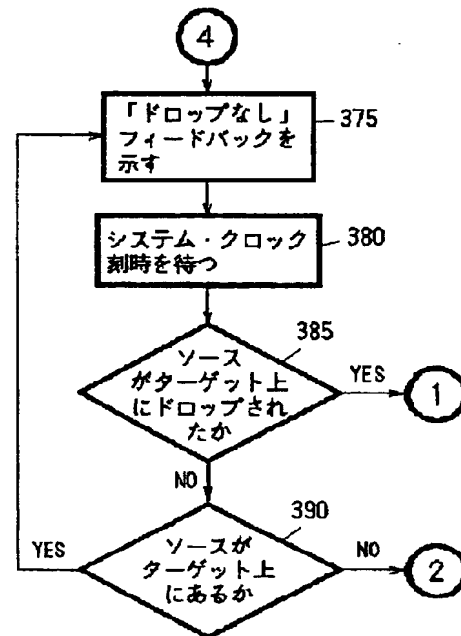 4
「ドロップなし」
フィードバックを
示す
375
システム・クロック
刻時を待つ
380
385
ソース
がターゲット上
にドロップされ
たか
YES
1
NO
390
ソースが
ターゲット上
にあるか
YES
NO
2